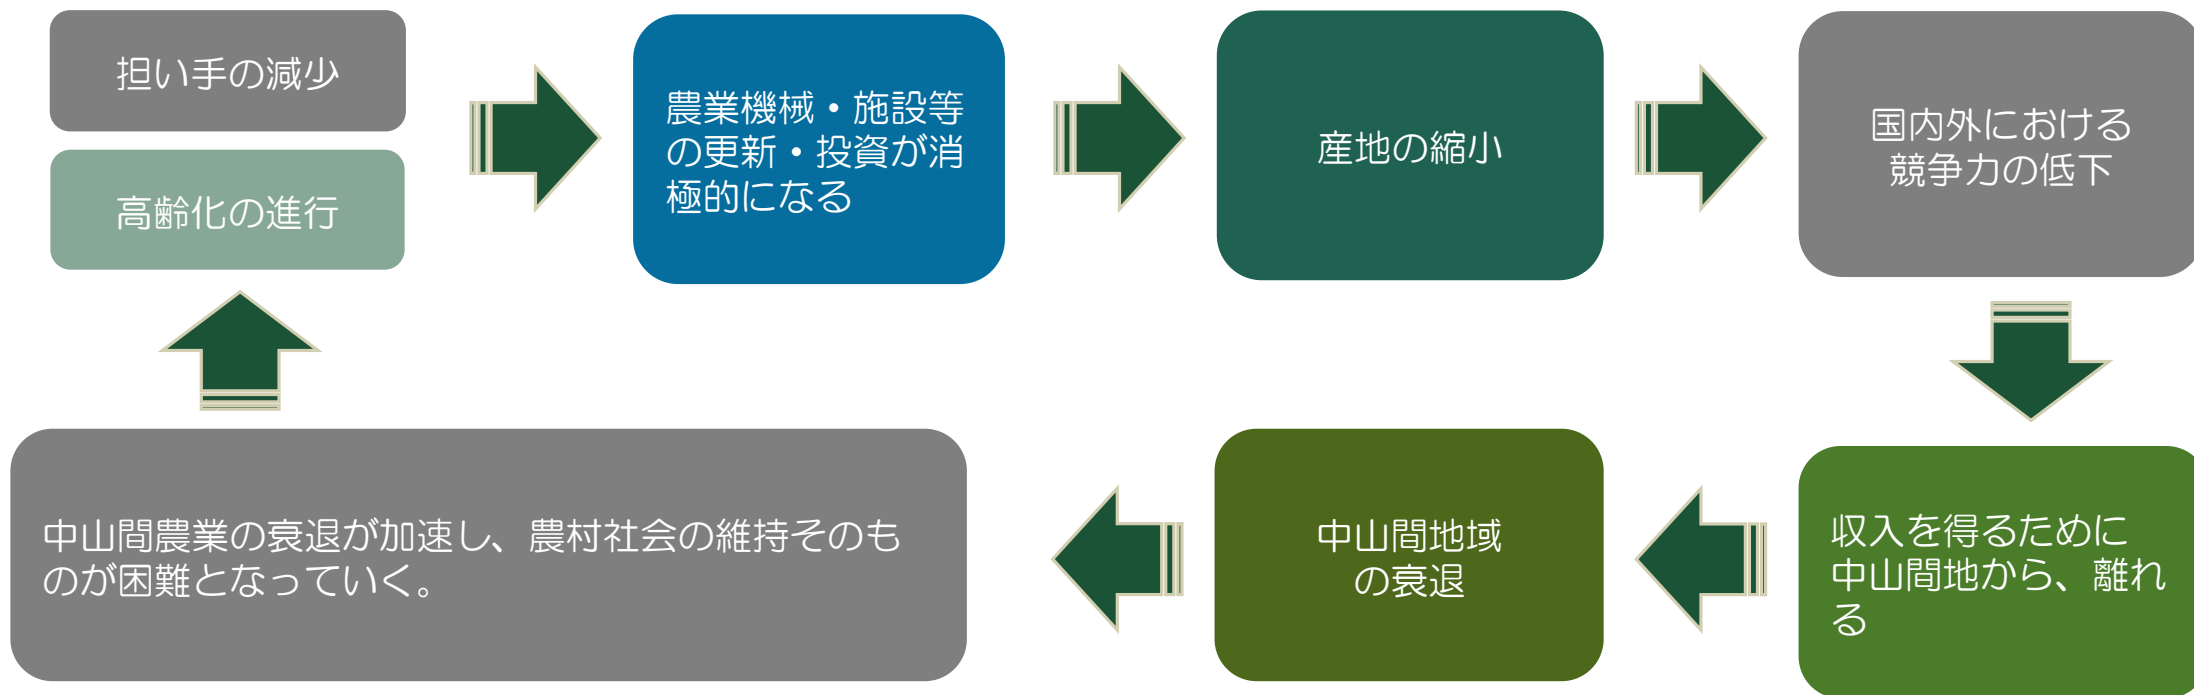 担い手の減少
高齢化の進行
農業機械・施設等
の更新・投資が消
極的になる
産地の縮小
国内外における
競争力の低下
収入を得るために
中山間地から、離れ
る
中山間地域
の衰退
中山間農業の衰退が加速し、農村社会の維持そのも
のが困難となっていく。